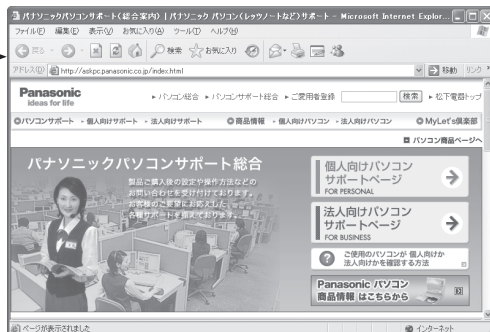 パナソニックパソコンサポート(総合案内) | パナソニック パソコン(レッツノートなど)サポート - Microsoft Internet Explor...
ファイル(F) 編集(E) 表示(V) お気に入り(A) ツール(T) ヘルプ(H)
戻る 検索 お気に入り
アドレス(D) http://askpc.panasonic.co.jp/index.html 移動 リンク »
Panasonic
ideas for life
パソコン総合 パソコンサポート総合 ご愛用者登録 検索 松下電器トップ
パソコンサポート 個人向けサポート 法人向けサポート 商品情報 個人向けパソコン 法人向けパソコン MyLet's倶楽部
パソコン商品ページへ
パナソニックパソコンサポート総合
製品ご購入後の設定や操作方法などの
お問い合わせを受け付けております。
お客様のご要望にお応えした、
各種サポートを揃えております。
個人向けパソコン
サポートページ
FOR PERSONAL
法人向けパソコン
サポートページ
FOR BUSINESS
? ご使用のパソコンが 個人向けか
法人向けかを確認する方法
Panasonic パソコン
商品情報 はこちらから
ページが表示されました インターネット